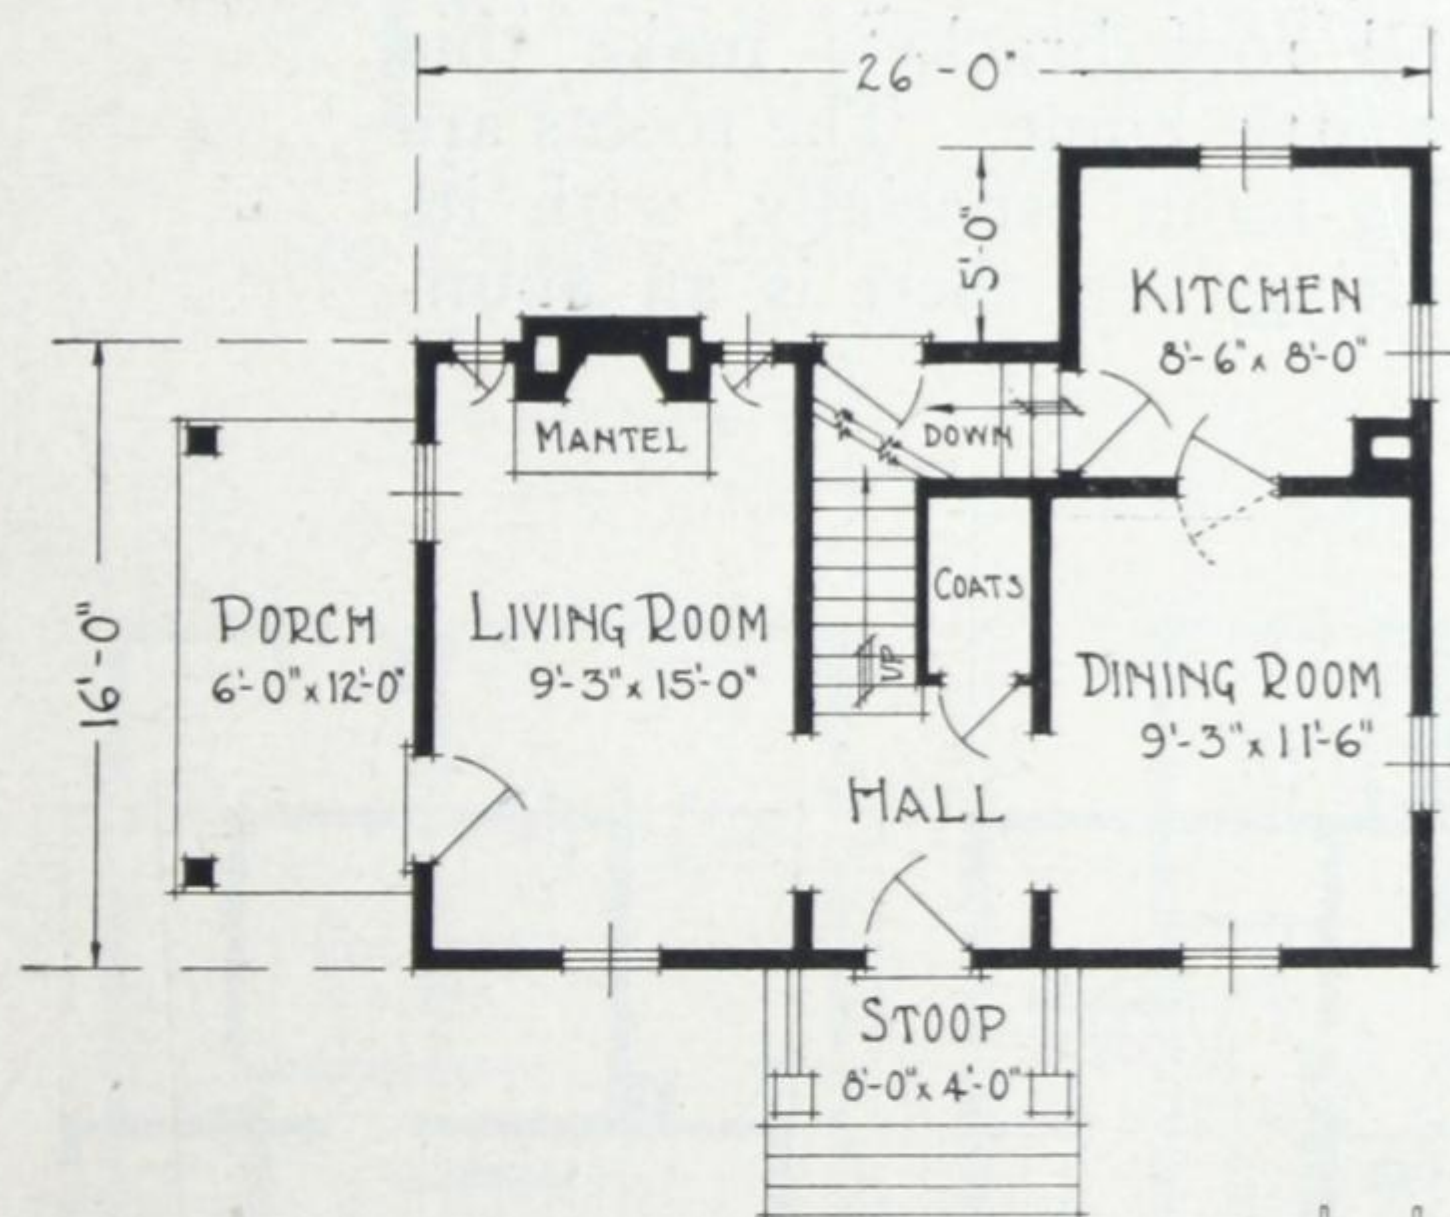 26'-0"
5'-0"
KITCHEN
8'-6" x 8'-0"
MANTEL
DOWN
COATS
16'-0"
PORCH
6'-0" x 12'-0"
LIVING ROOM
9'-3" x 15'-0"
UP
DINING ROOM
9'-3" x 11'-6"
HALL
STOOP
8'-0" x 4'-0"